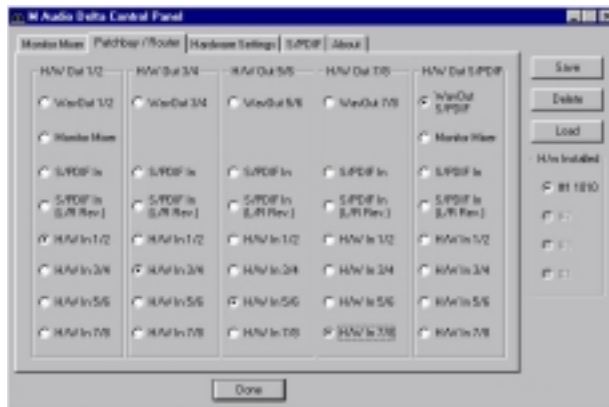 M Audio Delta Control Panel
Monitor Mixer Patchbay / Router Hardware Settings S/PDIF About
H/W Out 1/2 H/W Out 3/4 H/W Out 5/6 H/W Out 7/8 H/W Out S/PDIF
WavOut 1/2 WavOut 3/4 WavOut 5/6 WavOut 7/8 WavOut S/PDIF
Monitor Mixer Monitor Mixer
S/PDIF In S/PDIF In S/PDIF In S/PDIF In S/PDIF In
S/PDIF In (L/R Rev.) S/PDIF In (L/R Rev.) S/PDIF In (L/R Rev.) S/PDIF In (L/R Rev.) S/PDIF In (L/R Rev.)
H/W In 1/2 H/W In 1/2 H/W In 1/2 H/W In 1/2 H/W In 1/2
H/W In 3/4 H/W In 3/4 H/W In 3/4 H/W In 3/4 H/W In 3/4
H/W In 5/6 H/W In 5/6 H/W In 5/6 H/W In 5/6 H/W In 5/6
H/W In 7/8 H/W In 7/8 H/W In 7/8 H/W In 7/8 H/W In 7/8
Save
Delete
Load
H/w Installed
#1 1010
Done